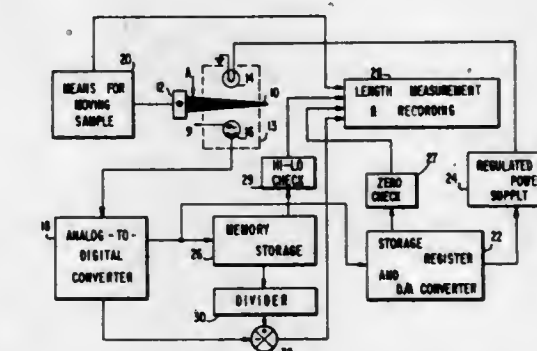 20
MEANS FOR
MOVING
SAMPLE
12
A
14
10
9
16
13
28
LENGTH MEASUREMENT
& RECORDING
HI-LO
CHECK
29
ZERO
CHECK
27
24
REGULATED
POWER
SUPPLY
18
ANALOG-TO-
DIGITAL
CONVERTER
MEMORY
STORAGE
26
STORAGE
REGISTER
AND
D/A CONVERTER
22
DIVIDER
30